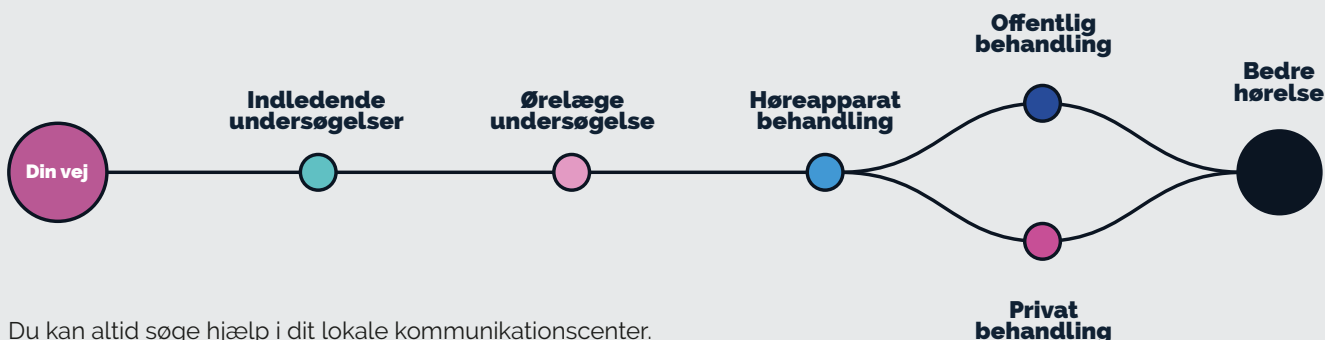 Din vej
Indledende
undersøgelser
Ørelæge
undersøgelse
Høreapparat
behandling
Offentlig
behandling
Privat
behandling
Bedre
hørelse
Du kan altid søge hjælp i dit lokale kommunikationscenter.